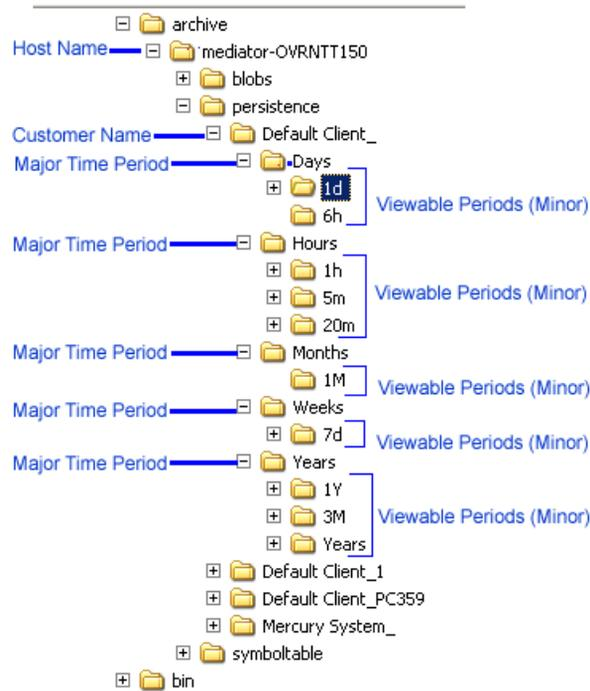 archive
Host Name mediator-OVRNTT150
blobs
persistence
Customer Name Default Client_
Major Time Period Days
1d
Viewable Periods (Minor)
6h
Major Time Period Hours
1h
5m Viewable Periods (Minor)
20m
Major Time Period Months
1M Viewable Periods (Minor)
Major Time Period Weeks
7d Viewable Periods (Minor)
Major Time Period Years
1Y
3M Viewable Periods (Minor)
Years
Default Client_1
Default Client_PC359
Mercury System_
symboltable
bin